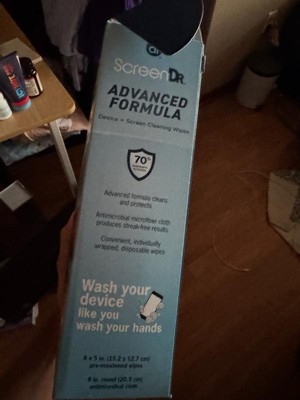 ScreenDR.
ADVANCED
FORMULA
Device + Screen Cleaning Wipes
70%
Advanced formula cleans
and protects
Antimicrobial microfiber cloth
produces streak-free results
Convenient, individually
wrapped, disposable wipes
Wash your
device
like you
wash your hands
6 x 5 in. (15.2 x 12.7 cm)
pre-moistened wipes
8 in. round (20.3 cm)
antimicrobial cloth